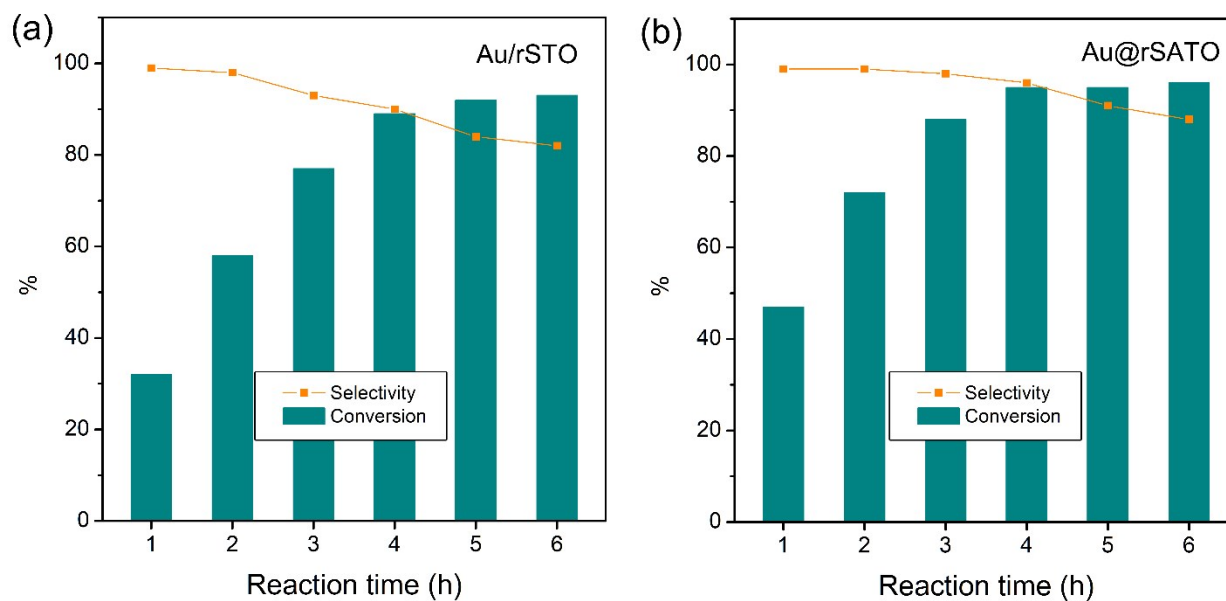 (a)
Au/rSTO
100
80
60
40
20
0
%
Selectivity
Conversion
1 2 3 4 5 6
Reaction time (h)
(b)
Au@rSATO
100
80
60
40
20
0
%
Selectivity
Conversion
1 2 3 4 5 6
Reaction time (h)